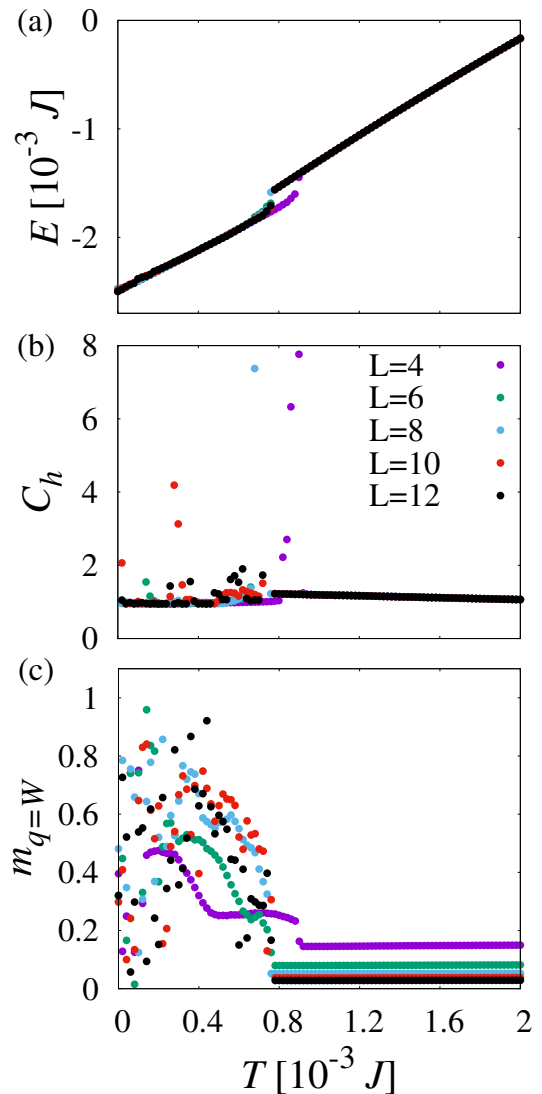 (a)
0
-1
-2
E [10⁻³ J]
(b)
8
6
4
2
0
C_h
L=4
L=6
L=8
L=10
L=12
(c)
1
0.8
0.6
0.4
0.2
0
m_{q=W}
0 0.4 0.8 1.2 1.6 2
T [10⁻³ J]